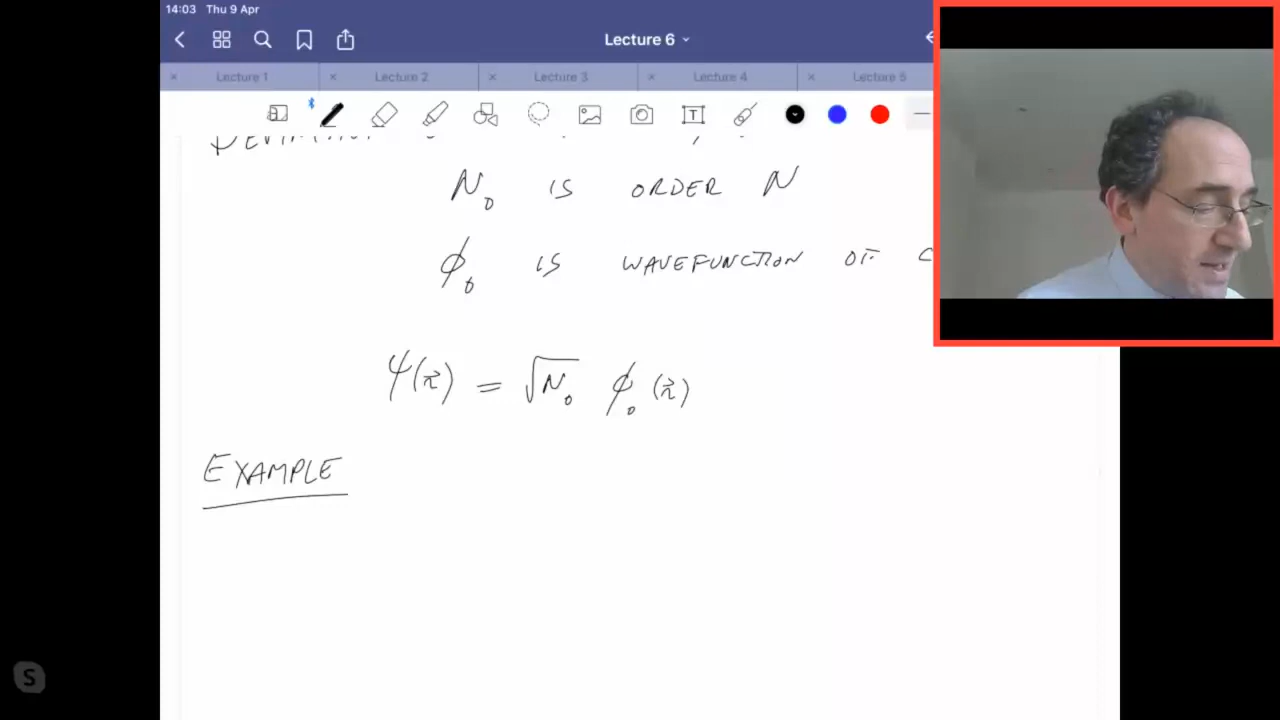 14:03 Thu 9 Apr
Lecture 6
Lecture 1 Lecture 2 Lecture 3 Lecture 4 Lecture 5
T
N₀ IS ORDER N
ϕ₀ IS WAVEFUNCTION OF C
Ψ(r⃗) = √N₀ ϕ₀(r⃗)
EXAMPLE
S